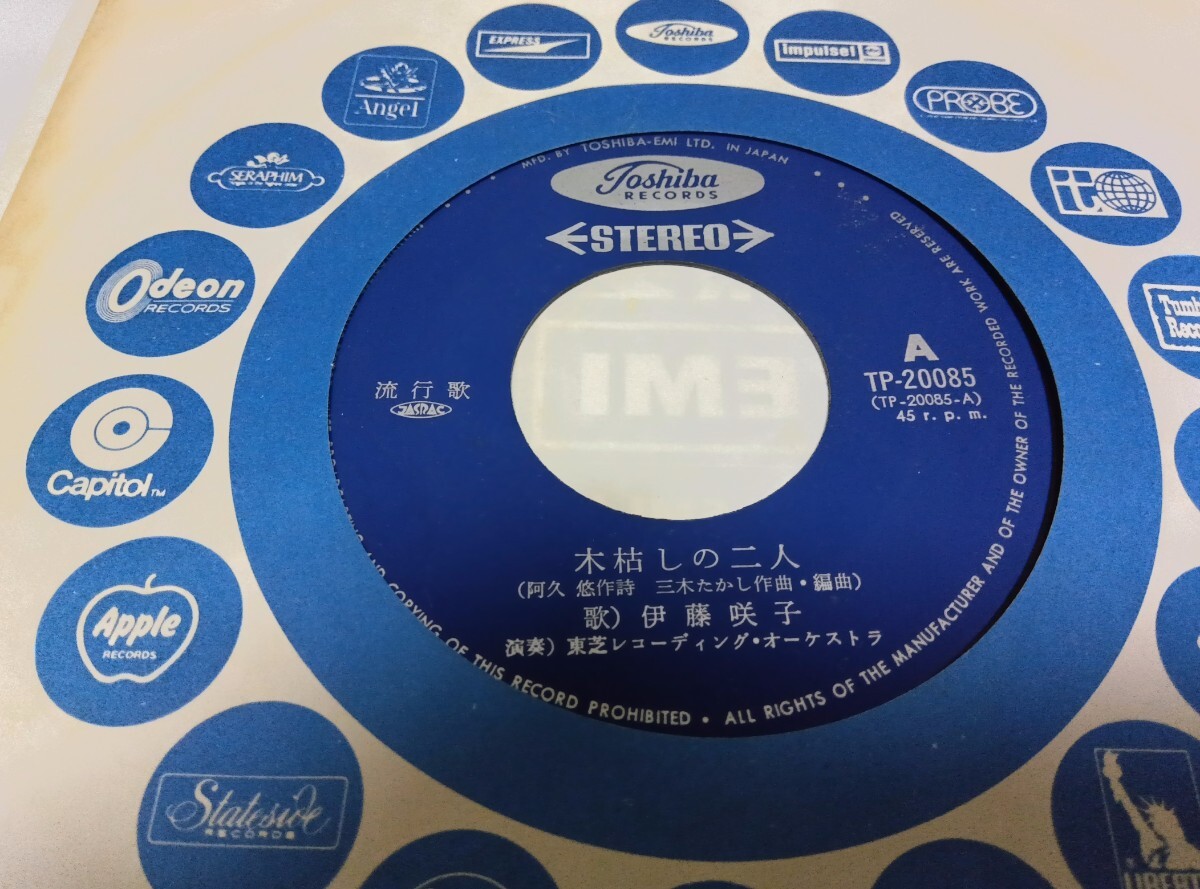 EXPRESS
Toshiba
RECORDS
impulse!
Angel
PROBE
SERAPHIM
it
Odeon
RECORDS
Capitol™
Apple
RECORDS
Stateside
RECORDS
MFD. BY TOSHIBA-EMI LTD. IN JAPAN
Toshiba
RECORDS
STEREO
流行歌
JASRAC
A
TP-20085
(TP-20085-A)
45 r.p.m.
EMI
木枯しの二人
(阿久 悠作詩 三木たかし作曲・編曲)
歌) 伊藤咲子
演奏) 東芝レコーディング・オーケストラ
AND COPYING OF THIS RECORD PROHIBITED • ALL RIGHTS OF THE MANUFACTURER AND OF THE OWNER OF THE RECORDED WORK ARE RESERVED